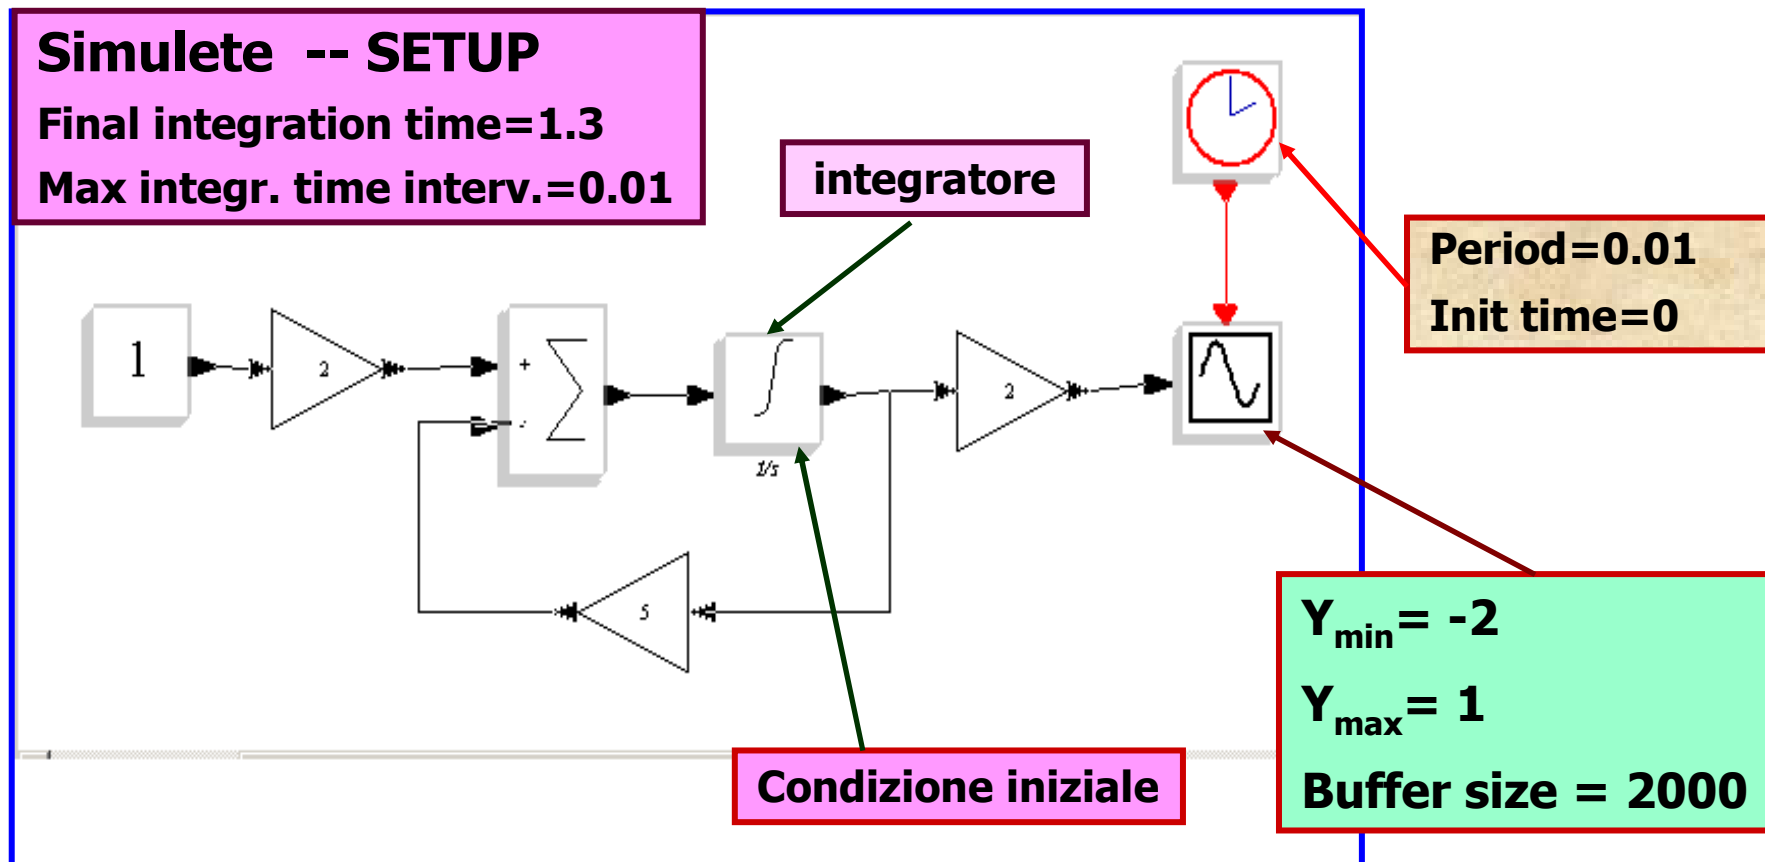 Simulete -- SETUP
Final integration time=1.3
Max integr. time interv.=0.01
integratore
Period=0.01
Init time=0
1
2
+
-
1/s
2
5
Condizione iniziale
Ymin= -2
Ymax= 1
Buffer size = 2000